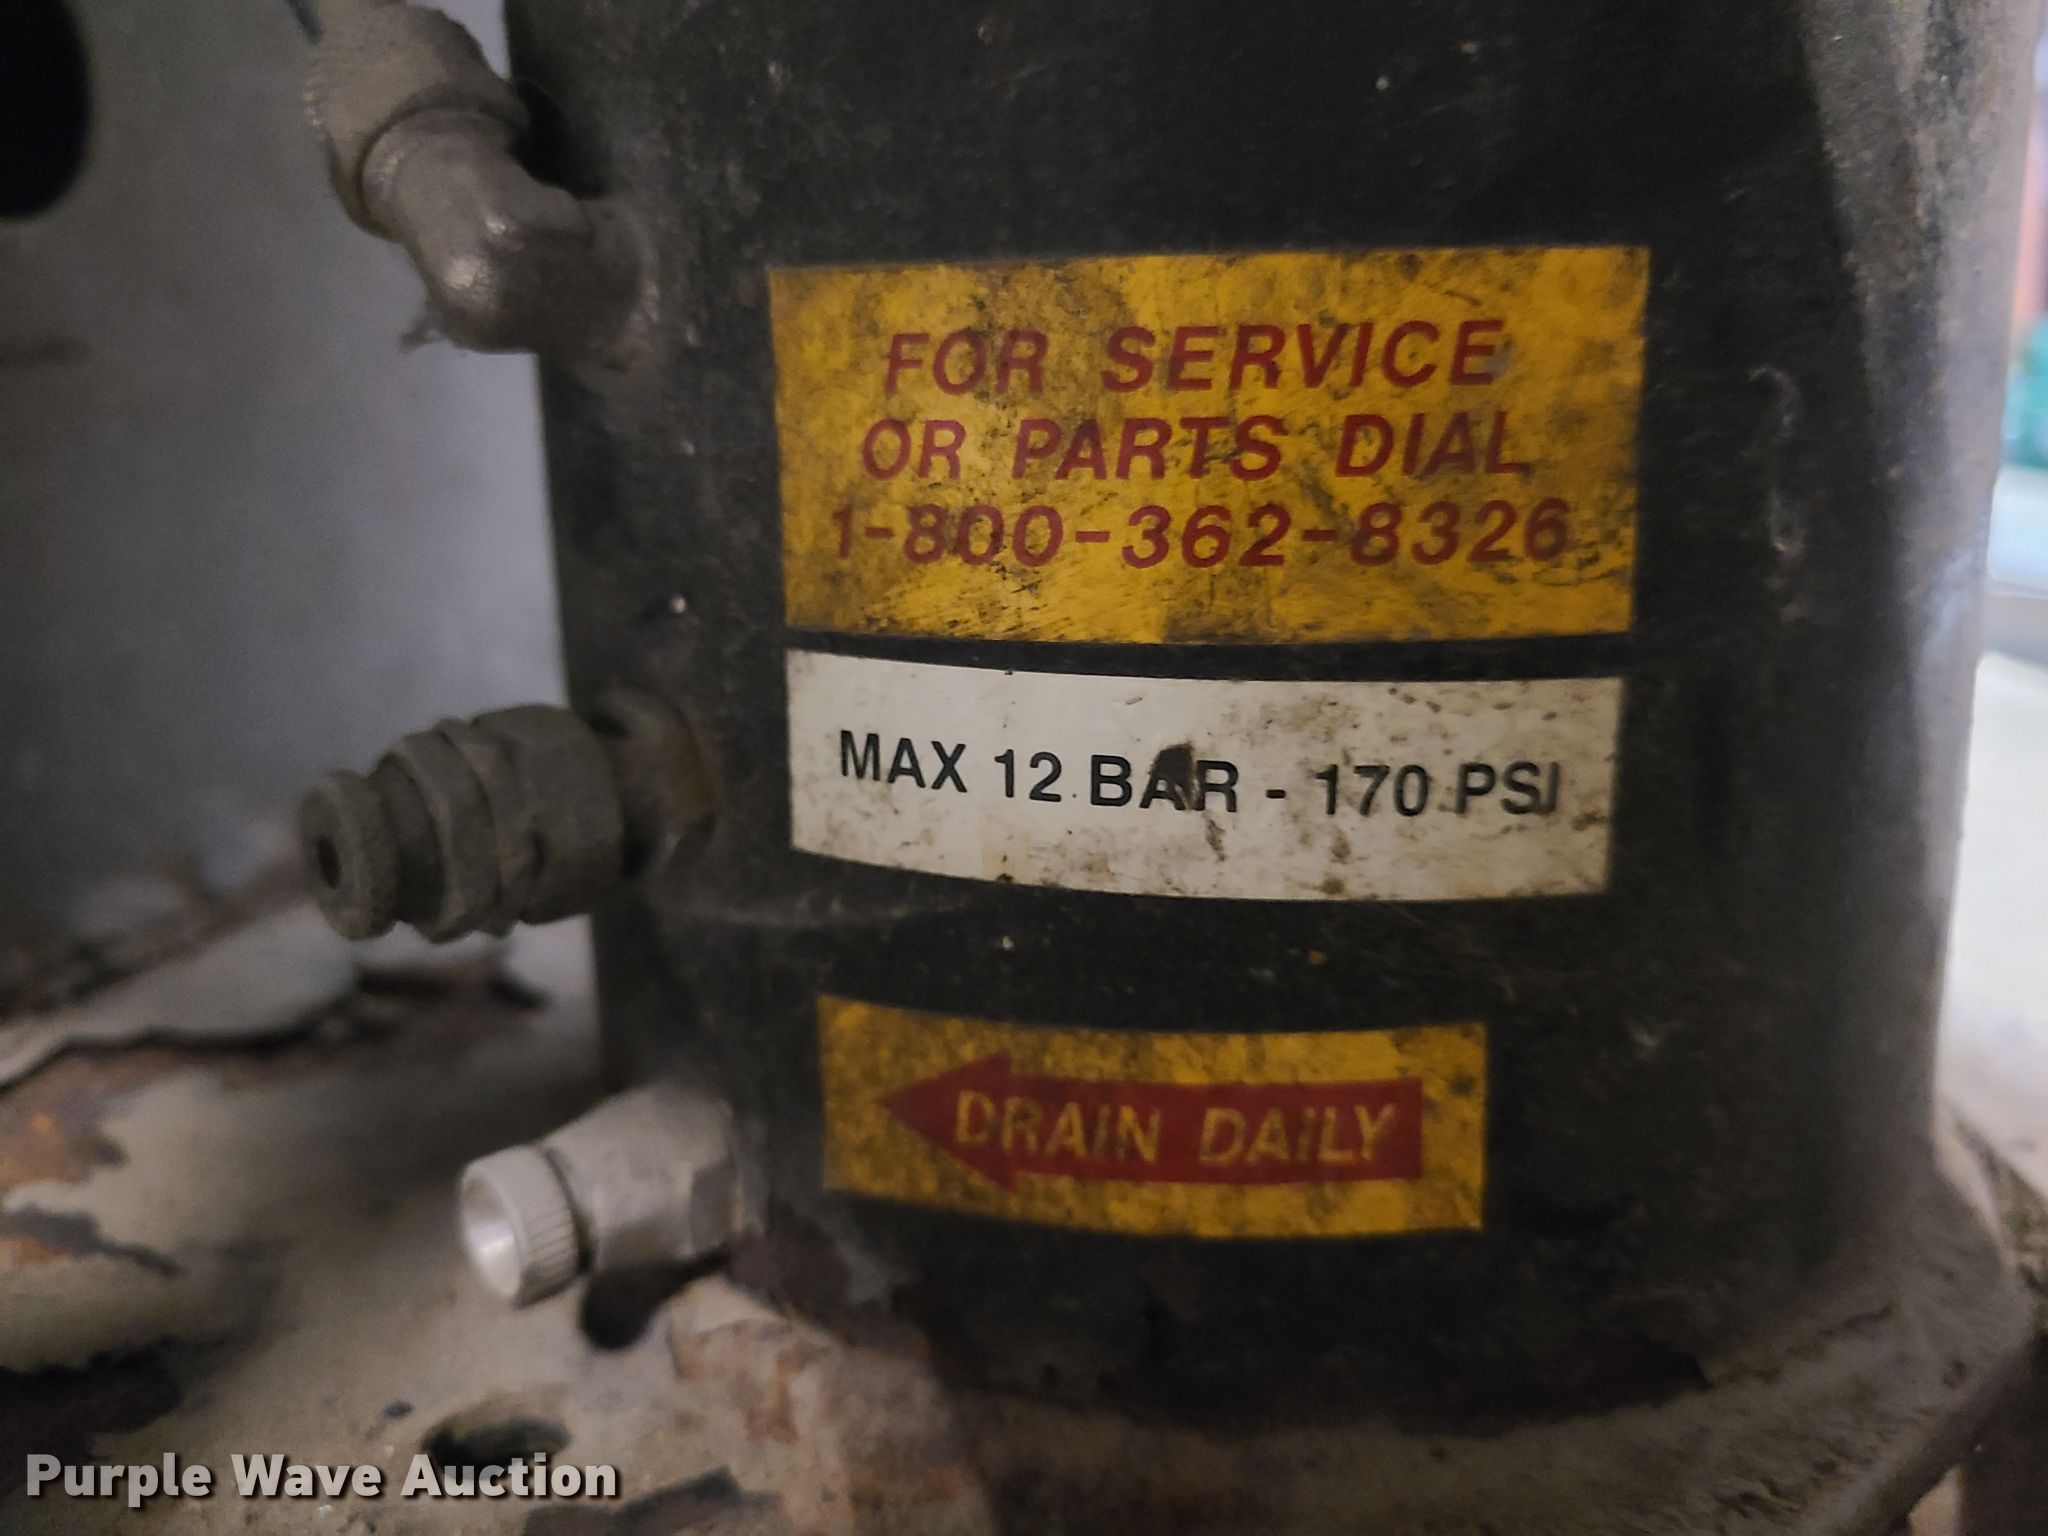 FOR SERVICE
OR PARTS DIAL
1-800-362-8326
MAX 12 BAR - 170 PSI
DRAIN DAILY
Purple Wave Auction